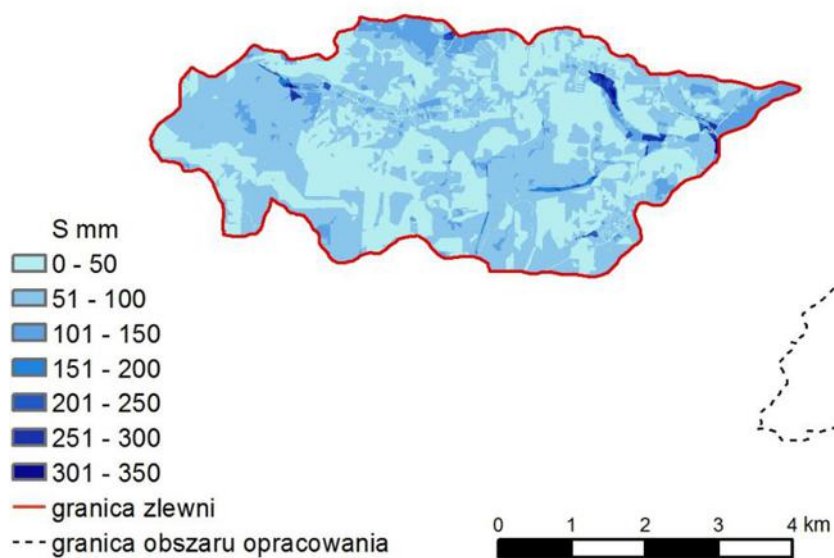 S mm
0 - 50
51 - 100
101 - 150
151 - 200
201 - 250
251 - 300
301 - 350
granica zlewni
granica obszaru opracowania
0 1 2 3 4 km